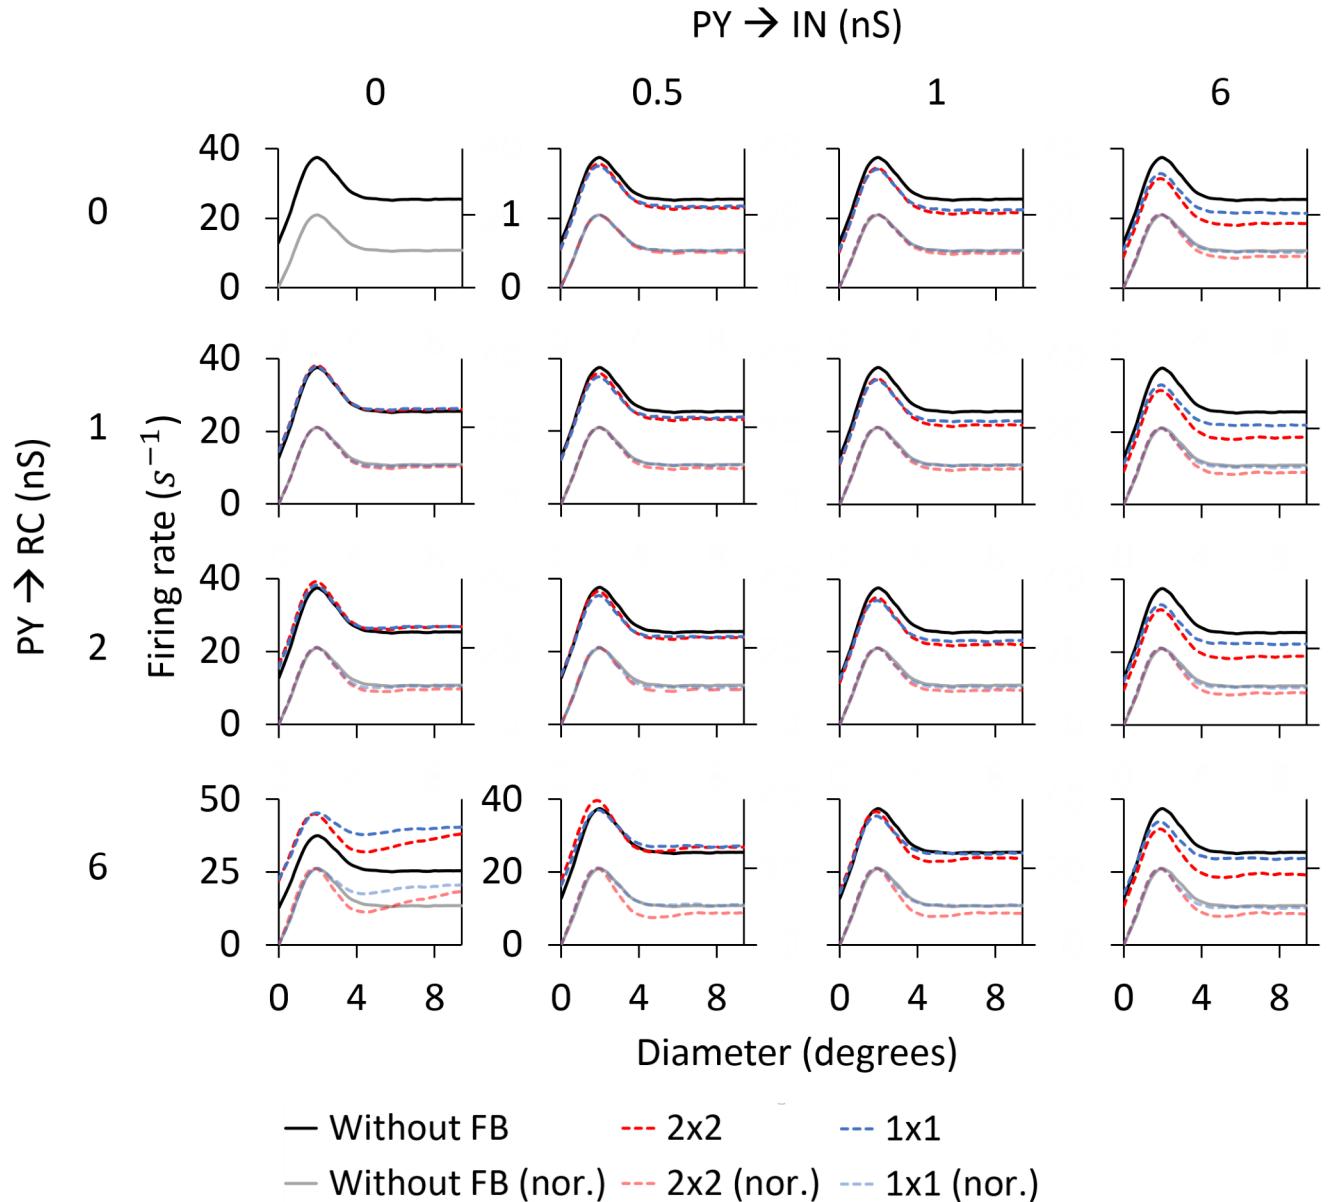 PY → IN (nS)
0 0.5 1 6
PY → RC (nS)
Firing rate (s⁻¹)
0
40
20
0
1
0
1
40
20
0
2
40
20
0
6
50
25
0
40
20
0
0 4 8 0 4 8 0 4 8 0 4 8
Diameter (degrees)
Without FB 2x2 1x1
Without FB (nor.) 2x2 (nor.) 1x1 (nor.)